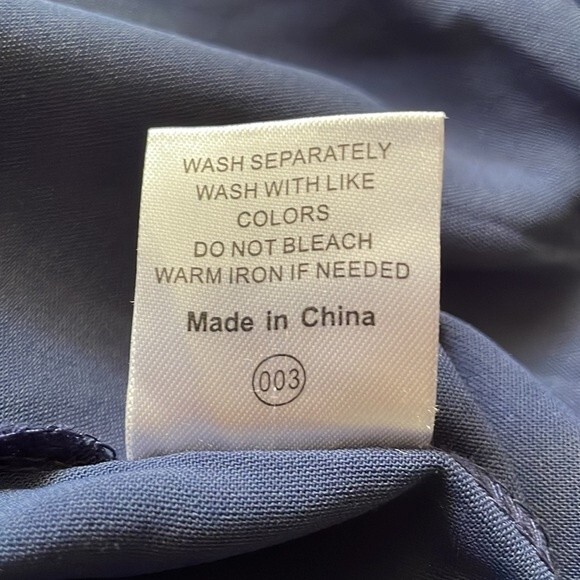 WASH SEPARATELY
WASH WITH LIKE
COLORS
DO NOT BLEACH
WARM IRON IF NEEDED
Made in China
003